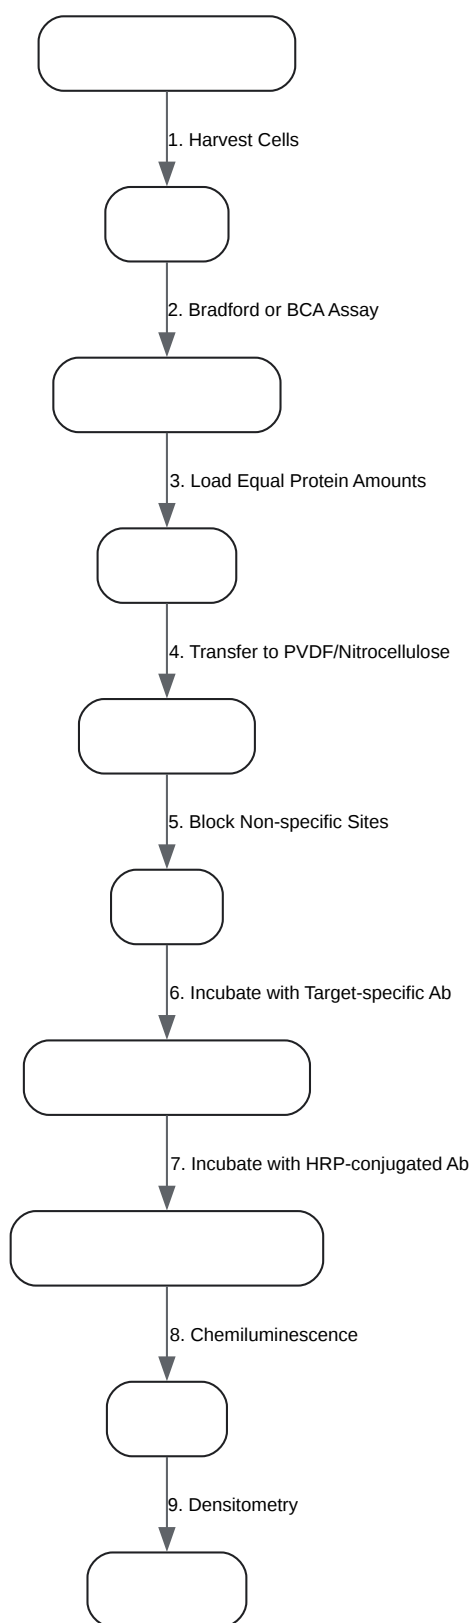 1. Harvest Cells
2. Bradford or BCA Assay
3. Load Equal Protein Amounts
4. Transfer to PVDF/Nitrocellulose
5. Block Non-specific Sites
6. Incubate with Target-specific Ab
7. Incubate with HRP-conjugated Ab
8. Chemiluminescence
9. Densitometry